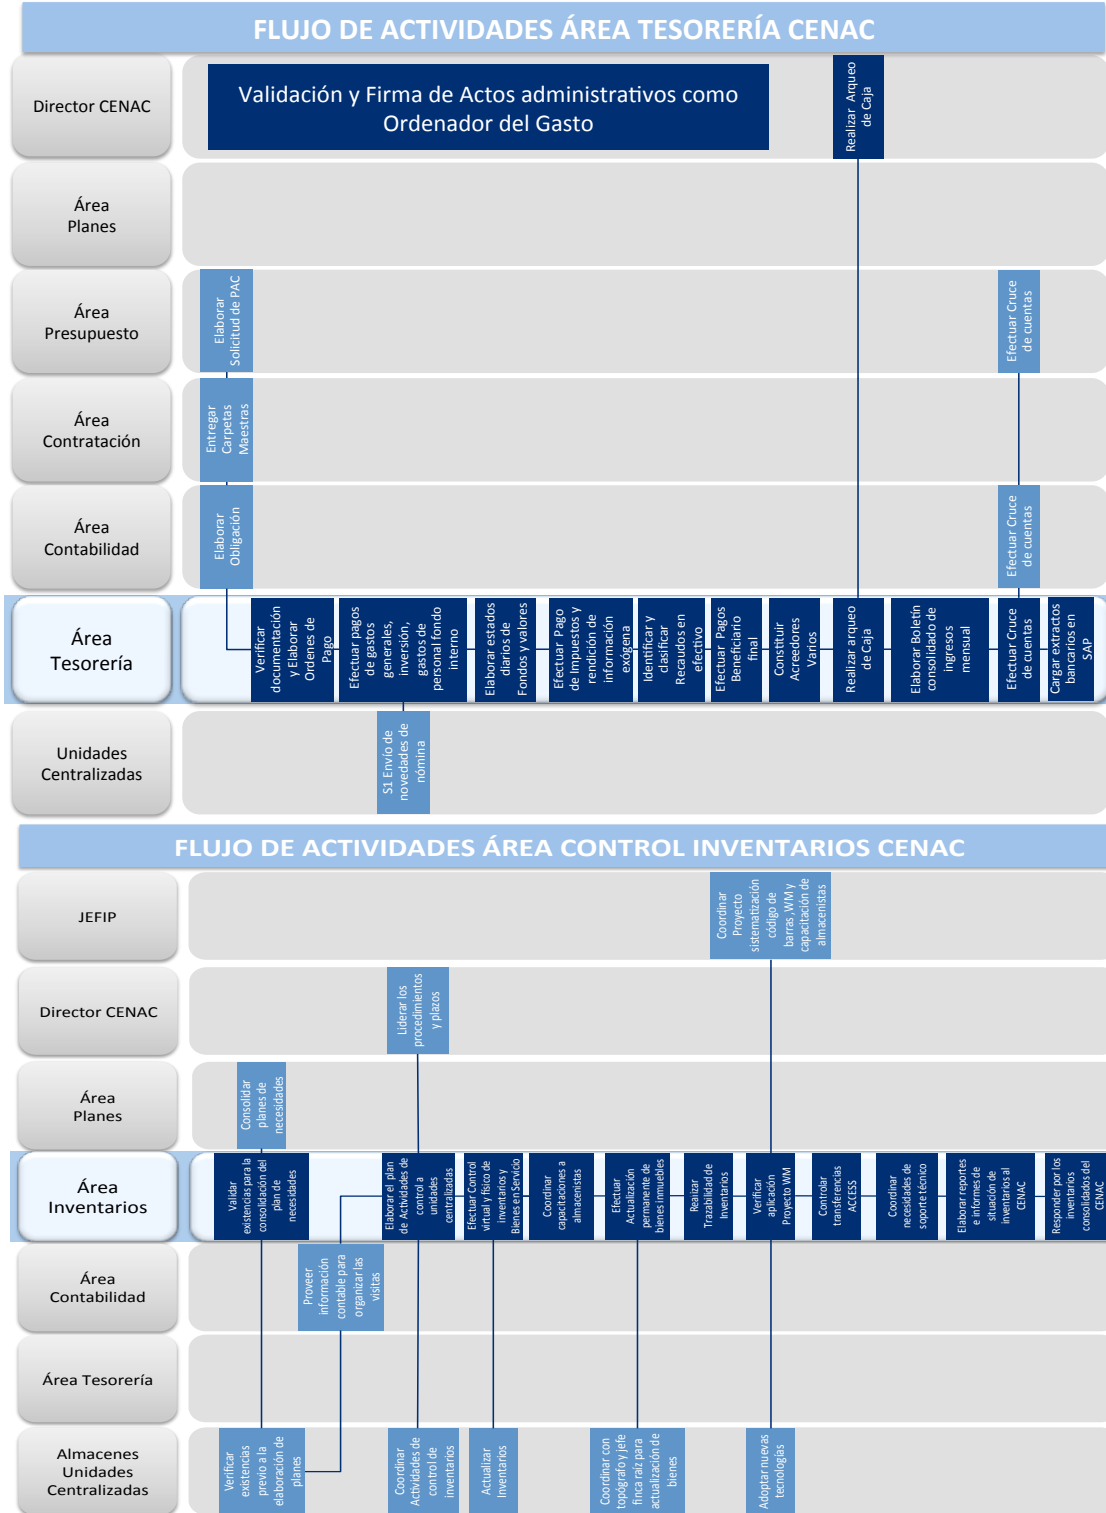 FLUJO DE ACTIVIDADES ÁREA TESORERÍA CENAC
Director CENAC
Validación y Firma de Actos administrativos como
Ordenador del Gasto
Realizar Arqueo
de Caja
Área
Planes
Área
Presupuesto
Elaborar
Solicitud de PAC
Efectuar Cruce
de cuentas
Área
Contratación
Entregar
Carpetas
Maestras
Área
Contabilidad
Elaborar
Obligación
Efectuar Cruce
de cuentas
Área
Tesorería
Verificar
documentación
y Elaborar
Ordenes de
Pago
Efectuar pagos
de gastos
generales,
inversión,
gastos de
personal fondo
interno
Elaborar estados
diarios de
Fondos y valores
Efectuar Pago
de Impuestos y
rendición de
información
exógena
Identificar y
clasificar
Recaudos en
efectivo
Efectuar Pagos
Beneficiario
final
Constituir
Acreedores
Varios
Realizar arqueo
de Caja
Elaborar Boletín
consolidado de
ingresos
mensual
Efectuar Cruce
de cuentas
Cargar extractos
bancarios en
SAP
Unidades
Centralizadas
S1 Envío de
novedades de
nómina
FLUJO DE ACTIVIDADES ÁREA CONTROL INVENTARIOS CENAC
JEFIP
Coordinar
Proyecto
sistematización
código de
barras ,WM y
capacitación de
almacenistas
Director CENAC
Liderar los
procedimientos
y plazos
Área
Planes
Consolidar
planes de
necesidades
Área
Inventarios
Validar
existencias para la
consolidación del
plan de
necesidades
Elaborar el plan
de Actividades de
control a
unidades
centralizadas
Efectuar Control
virtual y físico de
inventarios y
Bienes en Servicio
Coordinar
capacitaciones a
almacenistas
Efectuar
Actualización
permanente de
bienes inmuebles
Realizar
Trazabilidad de
Inventarios
Verificar
aplicación
Proyecto WM
Controlar
transferencias
ACCESS
Coordinar
necesidades de
soporte técnico
Elaborar reportes
e informes de
situación de
inventarios al
CENAC
Responder por los
inventarios
consolidados del
CENAC
Área
Contabilidad
Proveer
información
contable para
organizar las
visitas
Área Tesorería
Almacenes
Unidades
Centralizadas
Verificar
existencias
previo a la
elaboración de
planes
Coordinar
Actividades de
control de
inventarios
Actualizar
Inventarios
Coordinar con
topógrafo y jefe
finca raíz para
actualización de
bienes
Adoptar nuevas
tecnologías